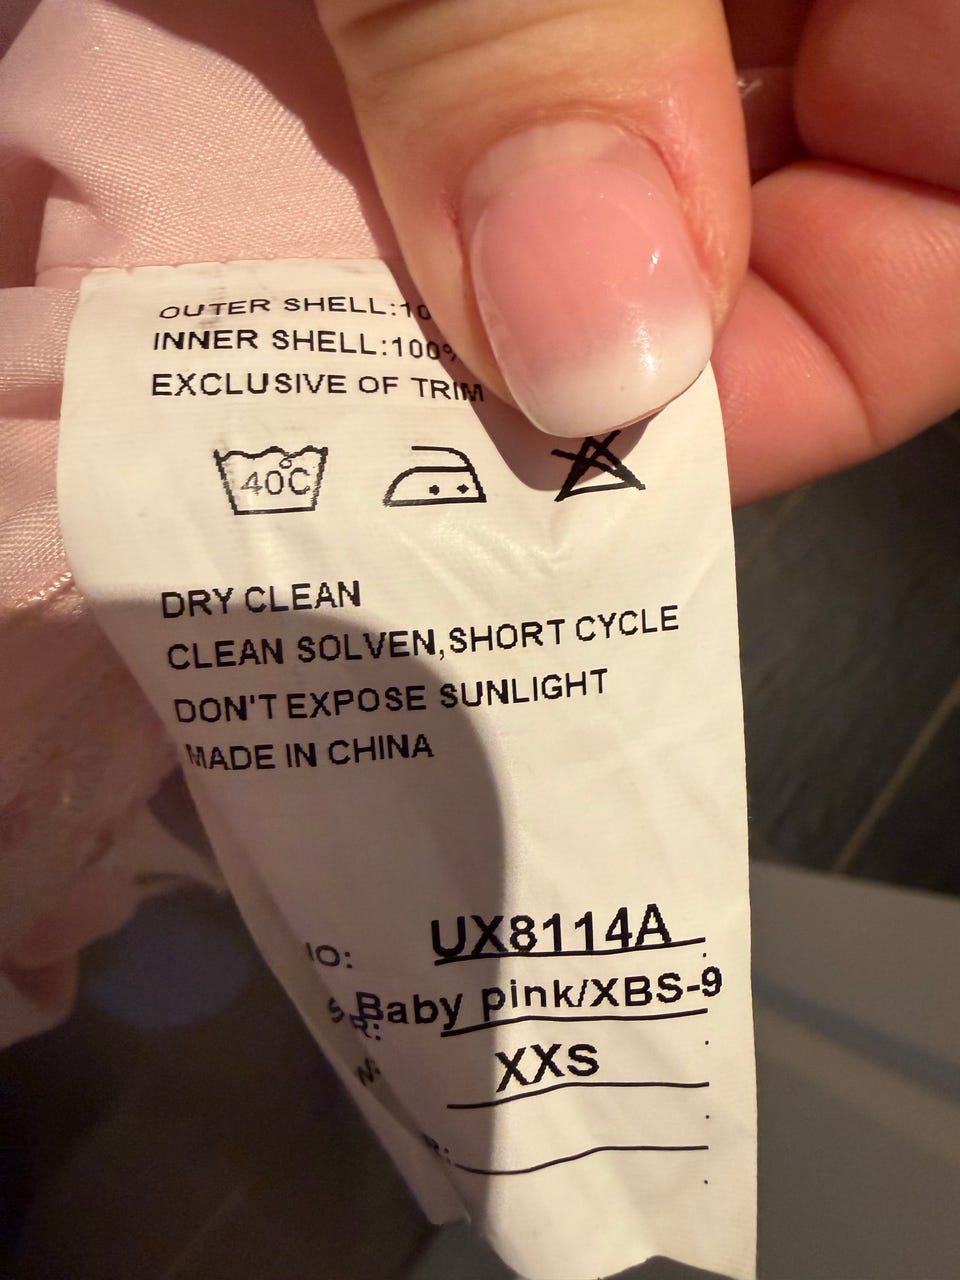 OUTER SHELL:10
INNER SHELL:100%
EXCLUSIVE OF TRIM
40C
DRY CLEAN
CLEAN SOLVEN,SHORT CYCLE
DON'T EXPOSE SUNLIGHT
MADE IN CHINA
UX8114A
Baby pink/XBS-9
XXS